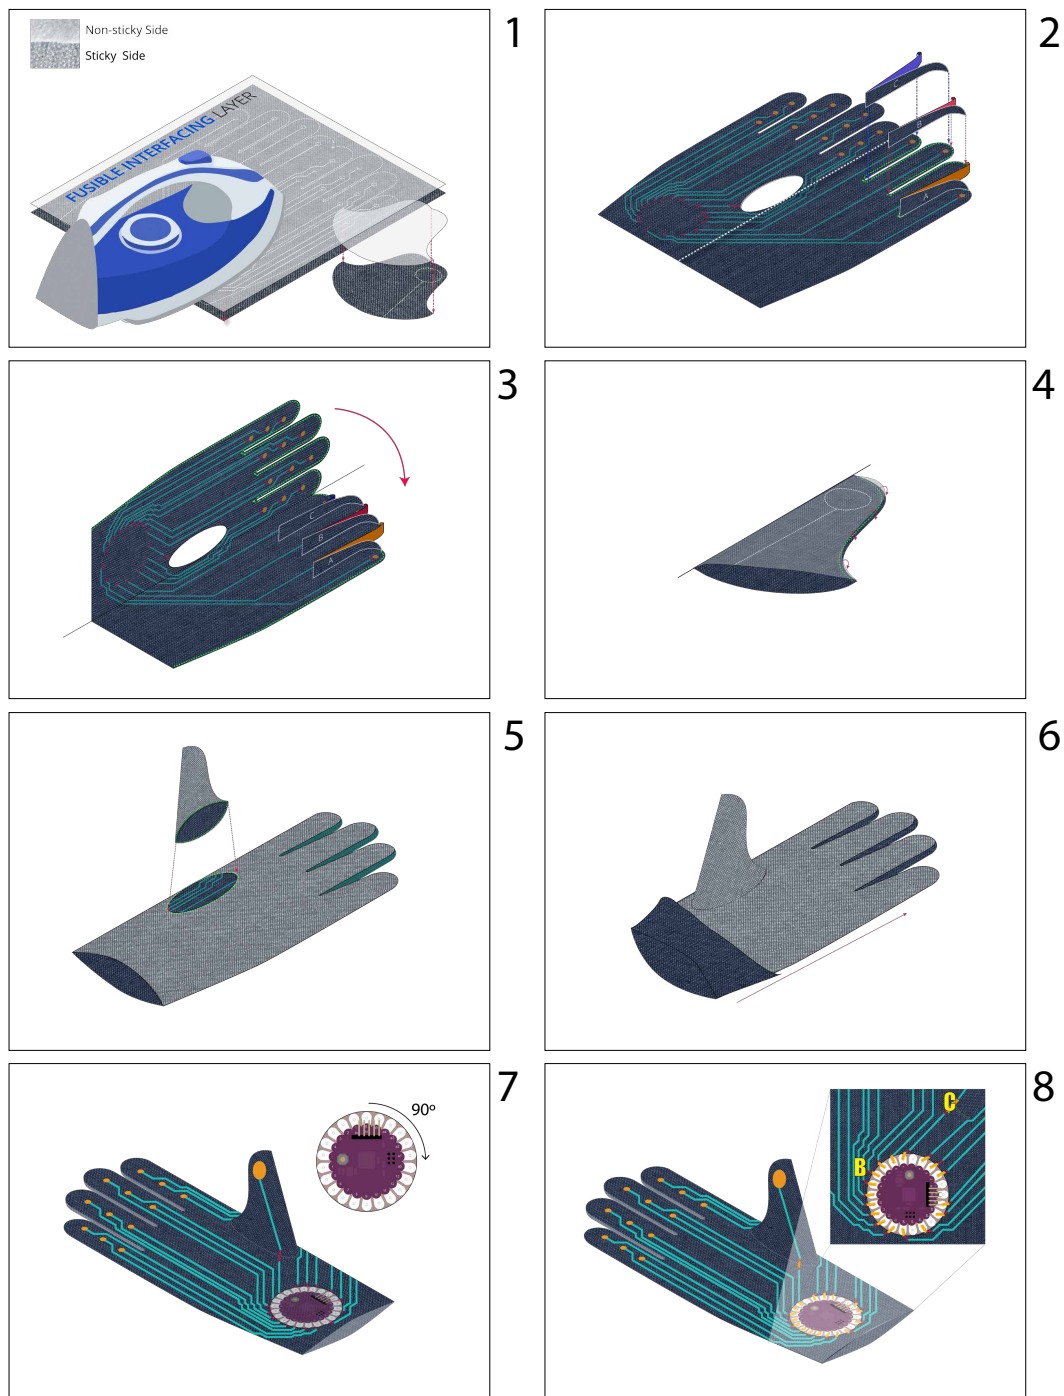 1
Non-sticky Side
Sticky Side
FUSIBLE INTERFACING LAYER
2
C
B
A
3
C
B
A
4
5
6
7
90º
8
C
B